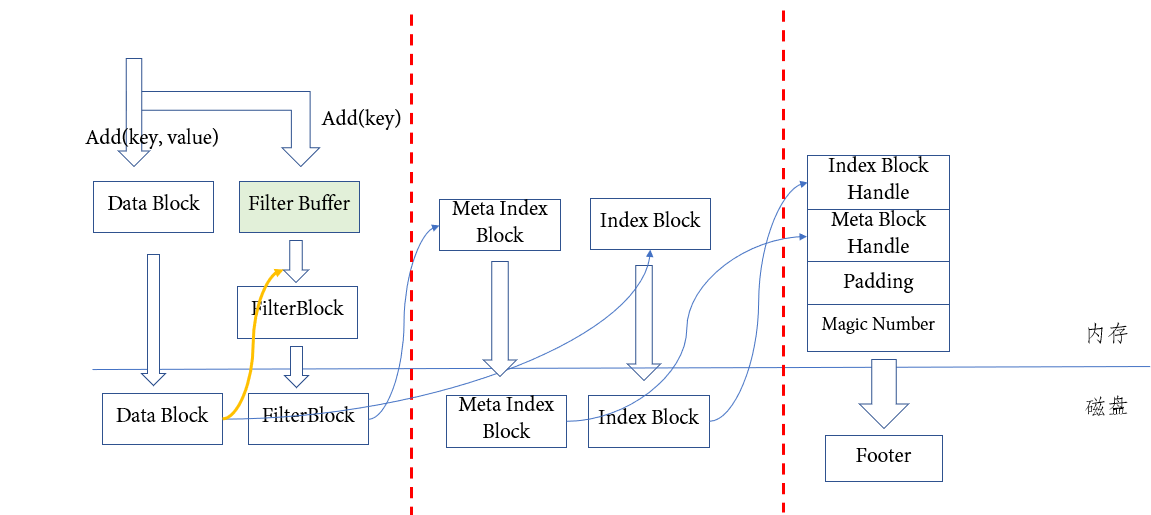 Add(key, value)
Add(key)
Data Block
Filter Buffer
FilterBlock
Data Block
FilterBlock
Meta Index
Block
Index Block
Meta Index
Block
Index Block
Index Block
Handle
Meta Block
Handle
Padding
Magic Number
Footer
内存
磁盘